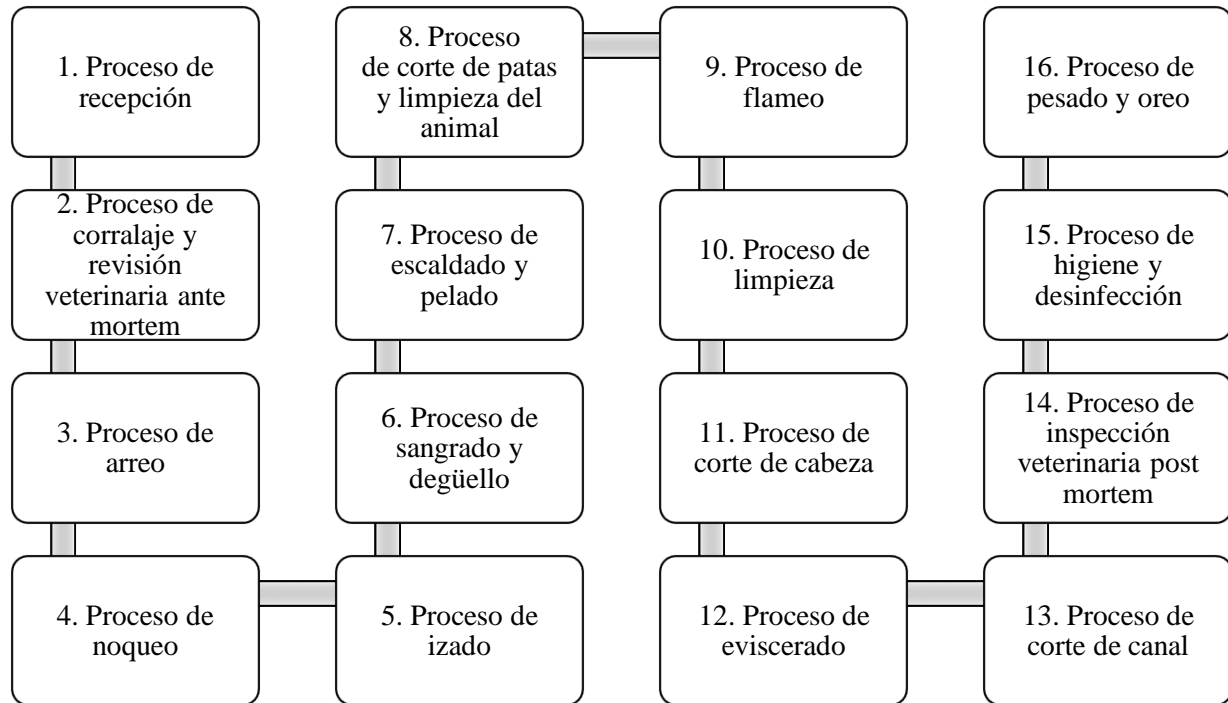 1. Proceso de
recepción
2. Proceso de
corralaje y
revisión
veterinaria ante
mortem
3. Proceso de
arreo
4. Proceso de
noqueo
5. Proceso de
izado
6. Proceso de
sangrado y
degüello
7. Proceso de
escaldado y
pelado
8. Proceso
de corte de patas
y limpieza del
animal
9. Proceso de
flameo
10. Proceso de
limpieza
11. Proceso de
corte de cabeza
12. Proceso de
eviscerado
13. Proceso de
corte de canal
14. Proceso de
inspección
veterinaria post
mortem
15. Proceso de
higiene y
desinfección
16. Proceso de
pesado y oreo